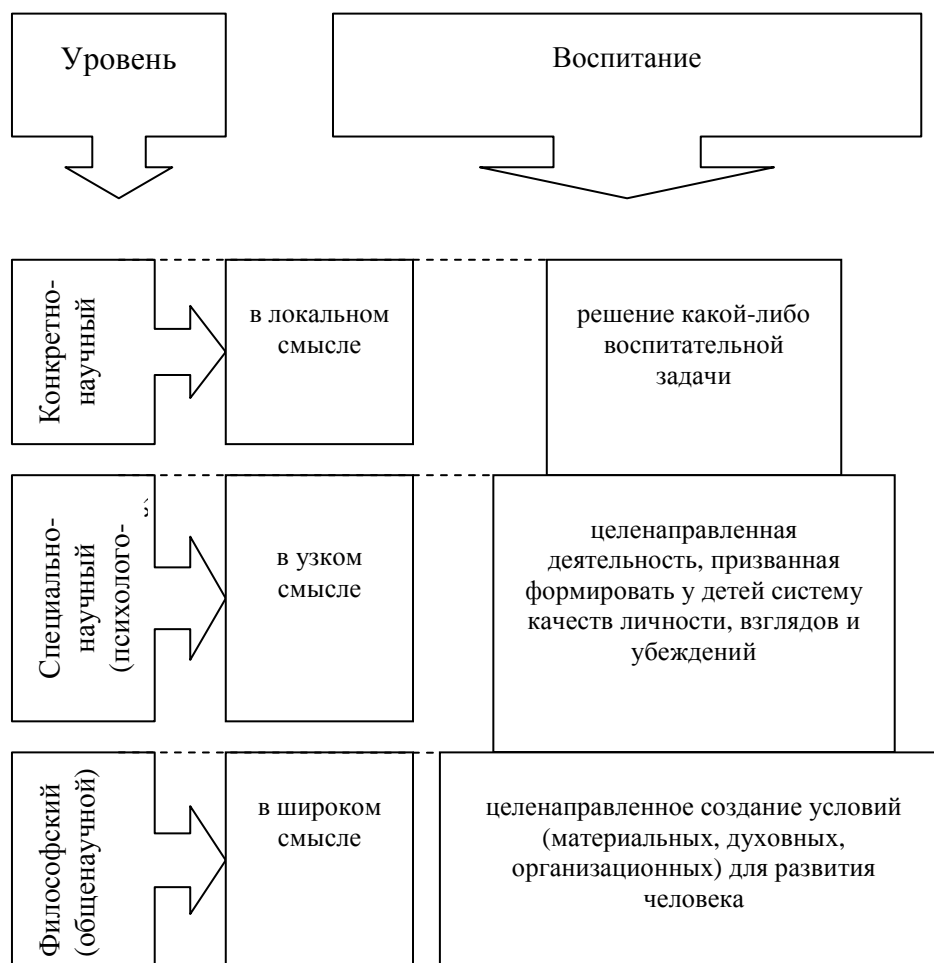 Уровень
Воспитание
Конкретно-
научный
в локальном
смысле
решение какой-либо
воспитательной
задачи
Специально-
научный
(психолого-
в узком
смысле
целенаправленная
деятельность, призванная
формировать у детей систему
качеств личности, взглядов и
убеждений
Философский
(общенаучной)
в широком
смысле
целенаправленное создание условий
(материальных, духовных,
организационных) для развития
человека